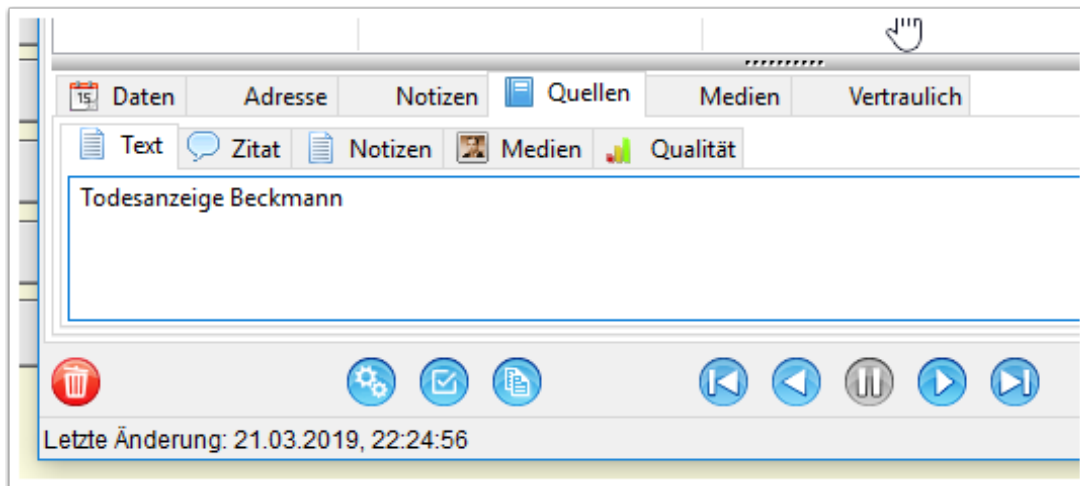 Daten Adresse Notizen Quellen Medien Vertraulich
Text Zitat Notizen Medien Qualität
Todesanzeige Beckmann
Letzte Änderung: 21.03.2019, 22:24:56